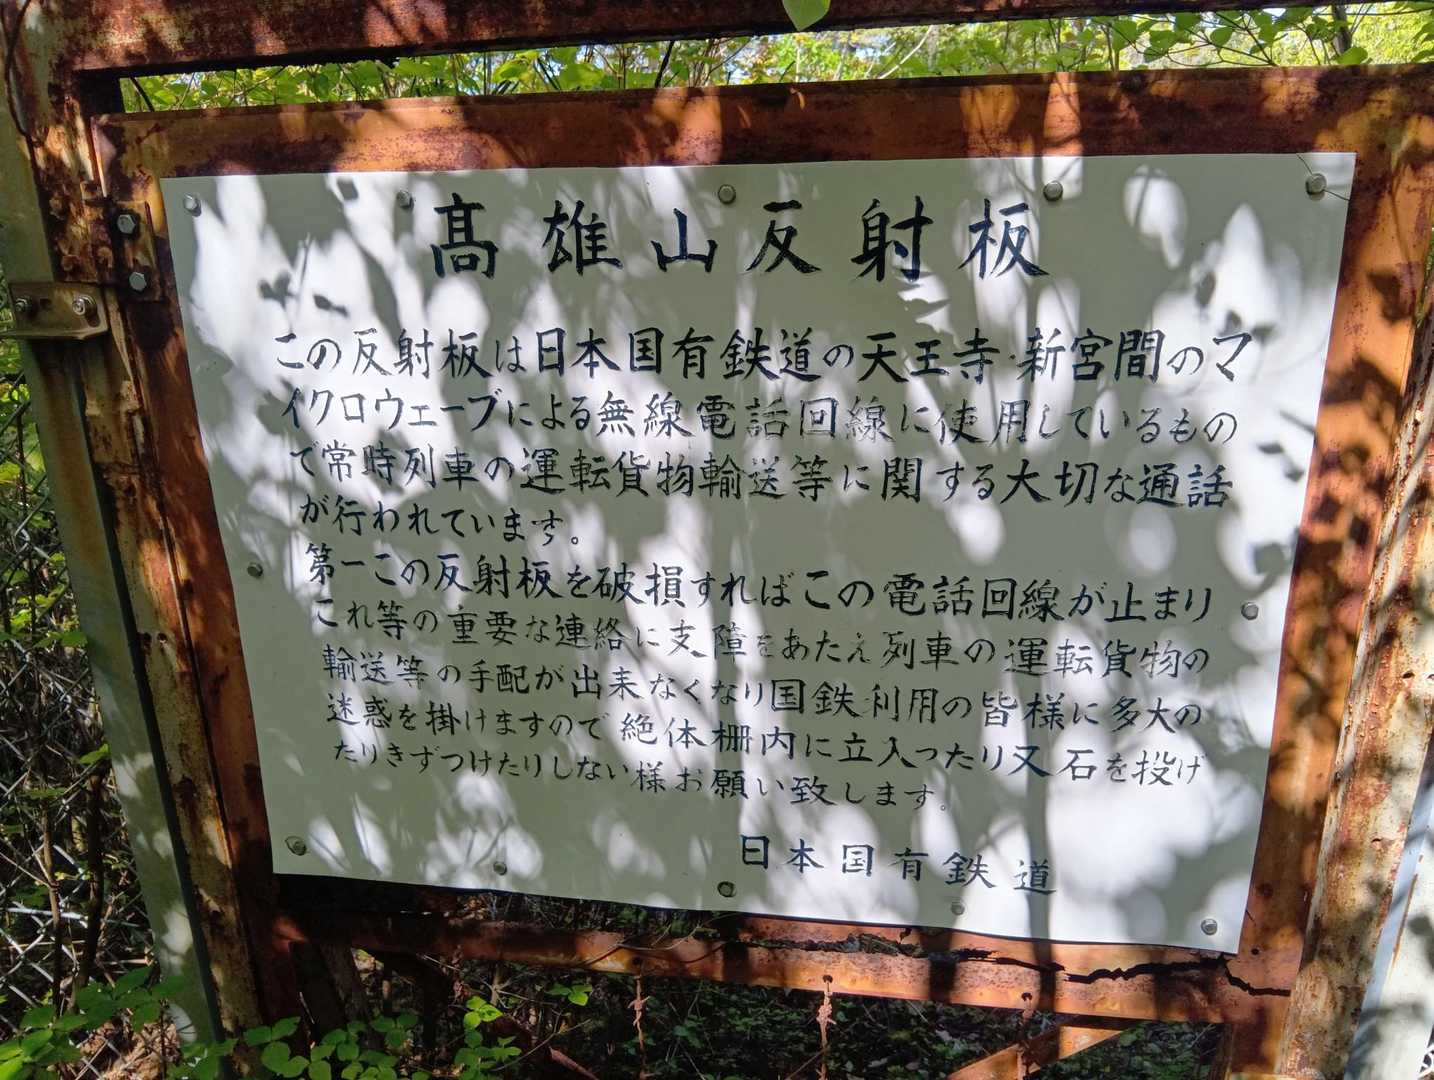 髙雄山反射板
この反射板は日本国有鉄道の天王寺・新宮間のマ
イクロウェーブによる無線電話回線に使用しているもの
で常時列車の運転貨物輸送等に関する大切な通話
が行われています。
第一この反射板を破損すればこの電話回線が止まり
これ等の重要な連絡に支障をあたえ列車の運転貨物の
輸送等の手配が出来なくなり国鉄利用の皆様に多大の
迷惑を掛けますので絶体柵内に立入ったり又石を投げ
たりきずつけたりしない様お願い致します。
日本国有鉄道